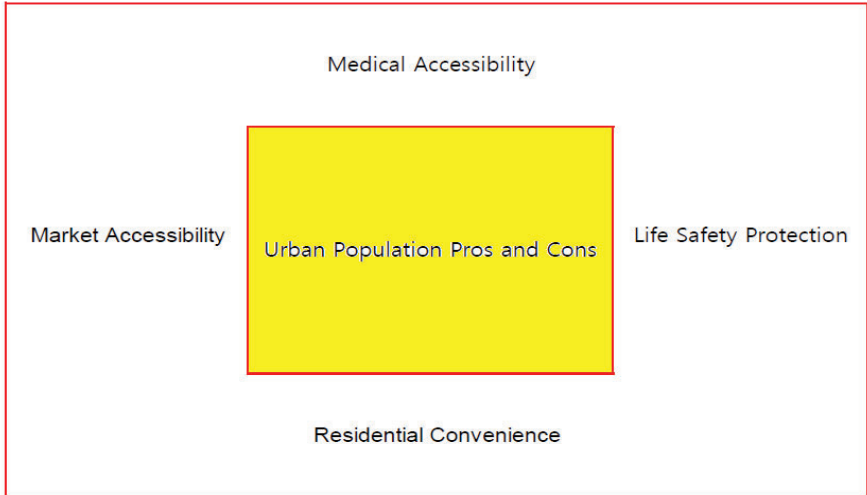 Medical Accessibility
Market Accessibility
Urban Population Pros and Cons
Life Safety Protection
Residential Convenience